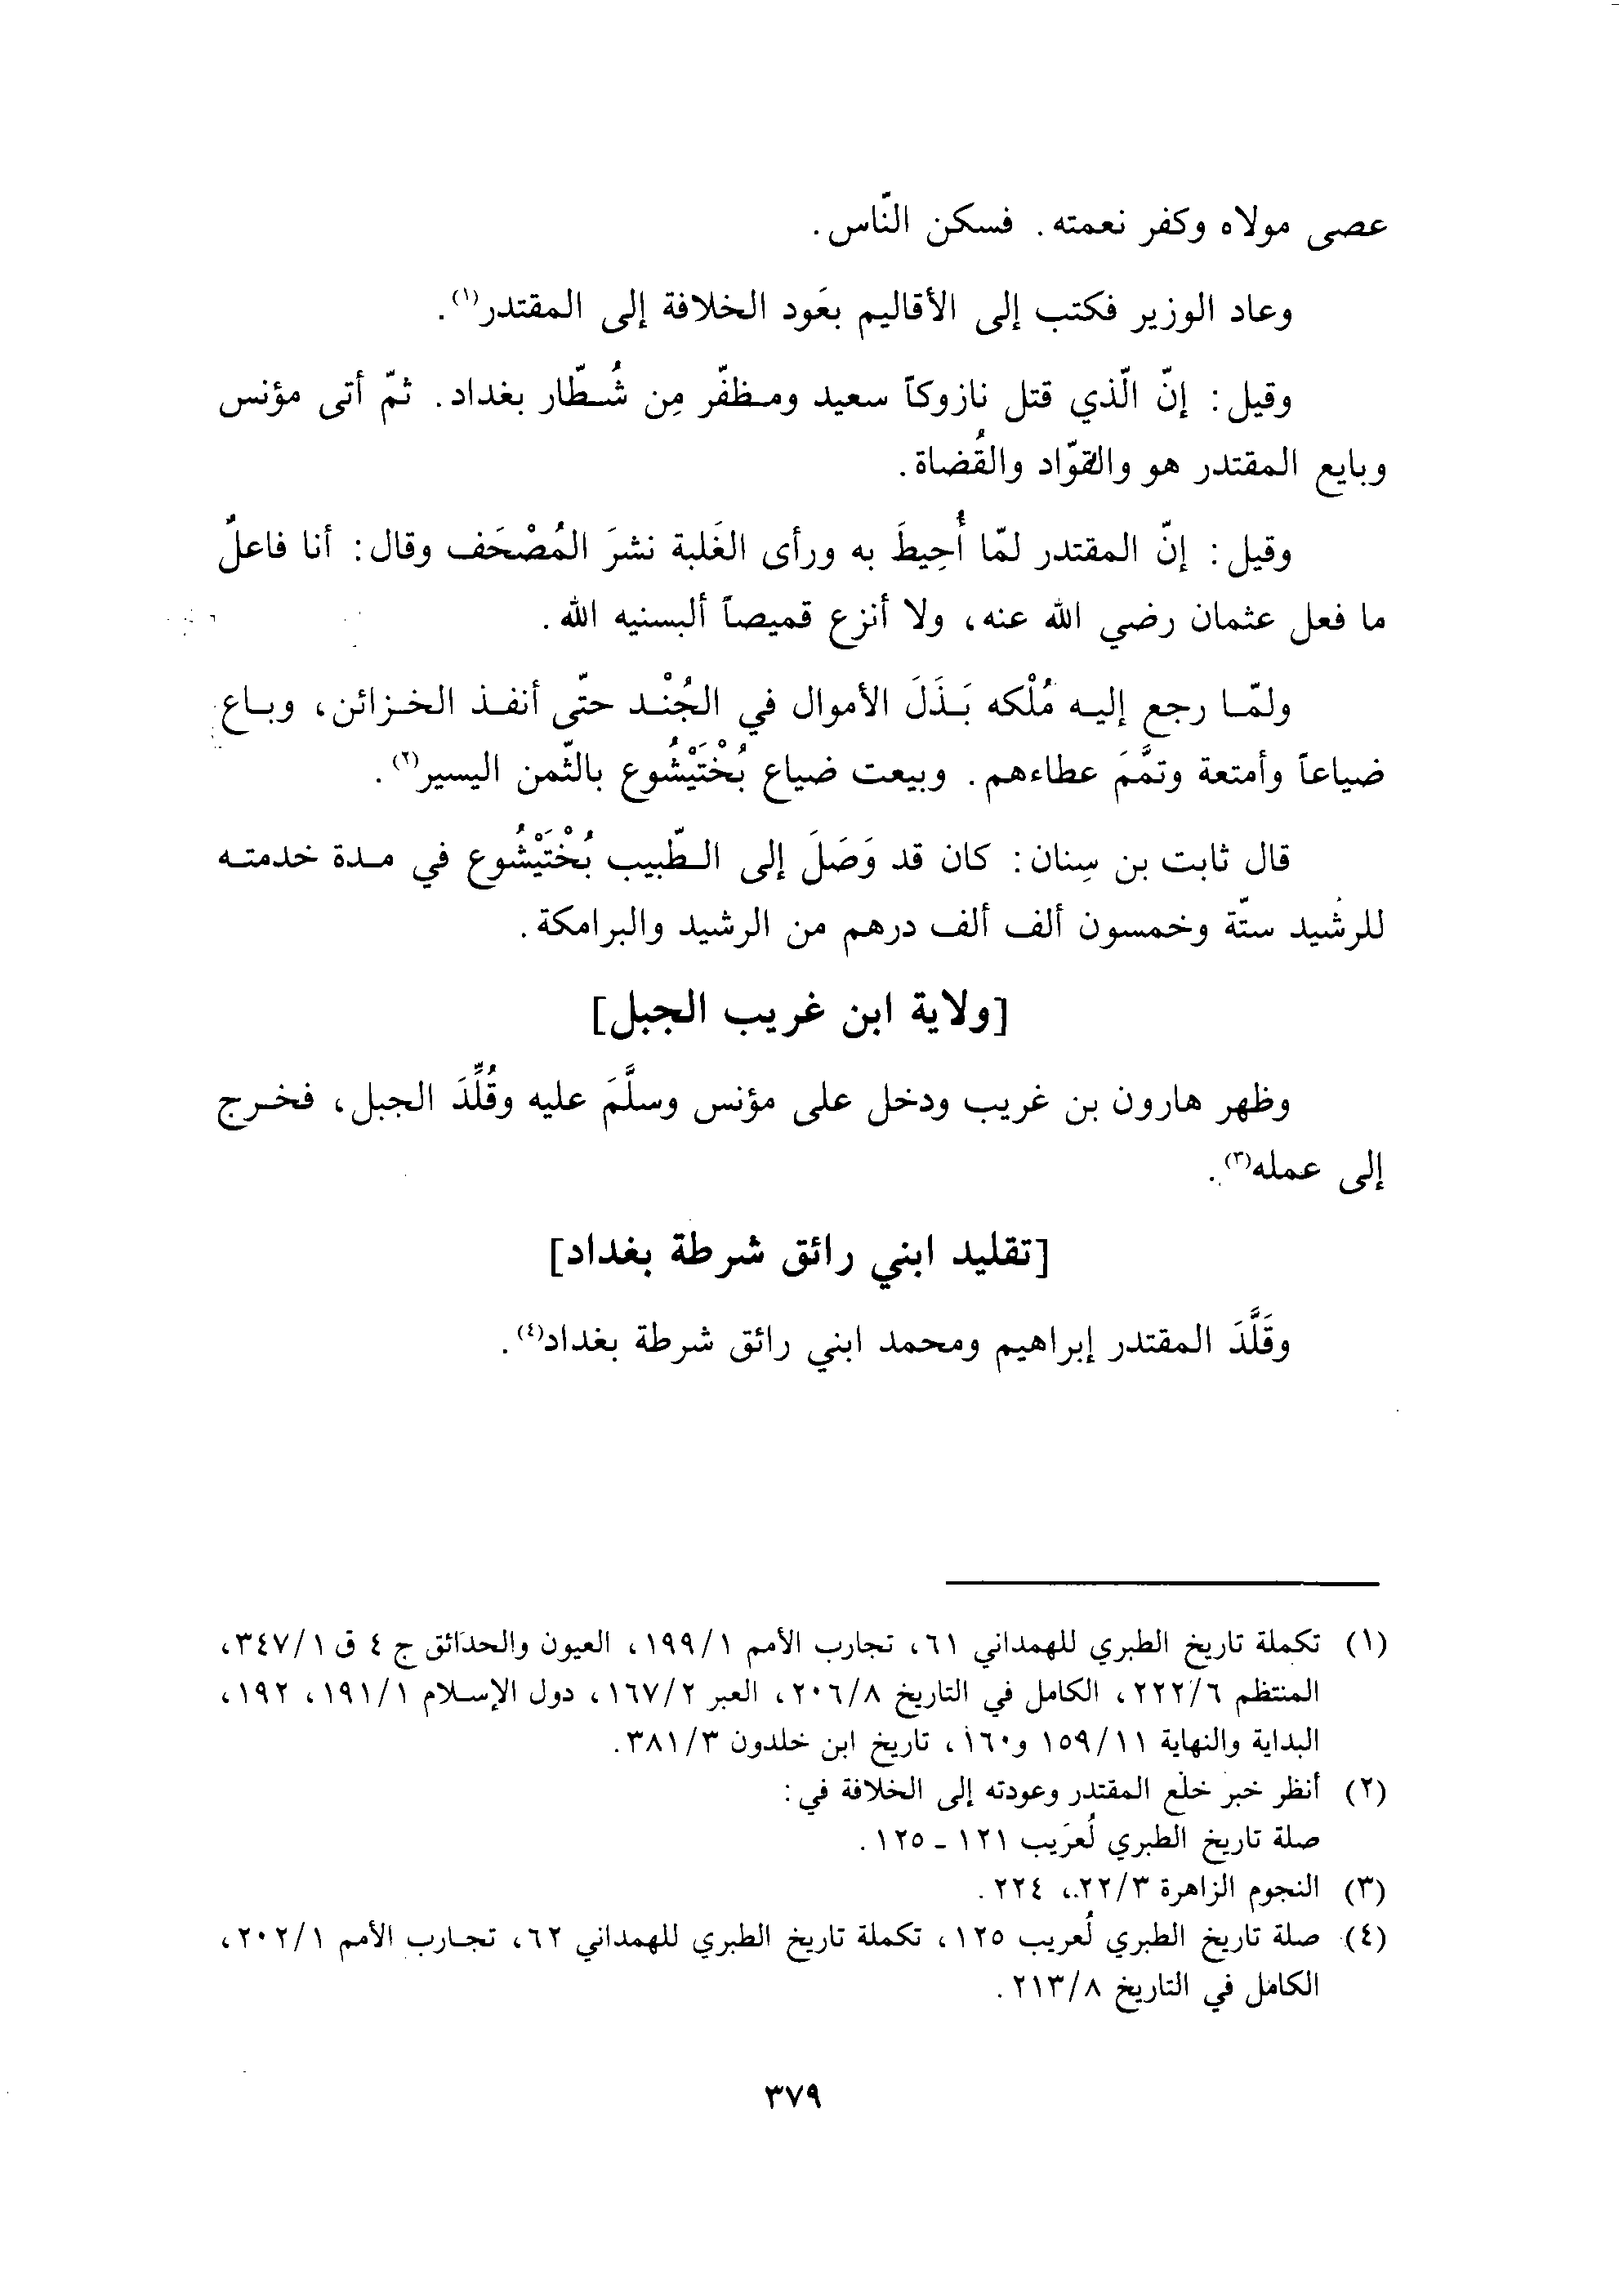 عصى مولاه وكفر نعمته. فسكن النّاس.
وعاد الوزير فكتب إلى الأقاليم بعَود الخلافة إلى المقتدر(١).
وقيل: إنّ الّذي قتل نازوكاً سعيد ومظفّر مِن شُطّار بغداد. ثمّ أتى مؤنس
وبايع المقتدر هو والقوّاد والقُضاة.
وقيل: إنّ المقتدر لمّا أُحِيطَ به ورأى الغَلبة نشرَ المُصْحَف وقال: أنا فاعلٌ
ما فعل عثمان رضي الله عنه، ولا أنزع قميصاً ألبسنيه الله.
ولمّا رجع إليه مُلْكه بَذَلَ الأموال في الجُنْد حتّى أنفذ الخزائن، وباع
ضياعاً وأمتعة وتمَّمَ عطاءهم. وبيعت ضياع بُخْتَيْشُوع بالثّمن اليسير(٢).
قال ثابت بن سِنان: كان قد وَصَلَ إلى الطّبيب بُخْتَيْشُوع في مدة خدمته
للرشيد ستّة وخمسون ألف ألف درهم من الرشيد والبرامكة.
[ولاية ابن غريب الجبل]
وظهر هارون بن غريب ودخل على مؤنس وسلَّمَ عليه وقُلِّدَ الجبل، فخرج
إلى عمله(٣).
[تقليد ابني رائق شرطة بغداد]
وقَلَّدَ المقتدر إبراهيم ومحمد ابني رائق شرطة بغداد(٤).
(١) تكملة تاريخ الطبري للهمداني ٦١، تجارب الأمم ١/١٩٩، العيون والحدائق ج ٤ ق ١/٣٤٧،
المنتظم ٦/٢٢٢، الكامل في التاريخ ٨/٢٠٦، العبر ٢/١٦٧، دول الإسلام ١/١٩١، ١٩٢،
البداية والنهاية ١١/١٥٩ و١٦٠، تاريخ ابن خلدون ٣/٣٨١.
(٢) أنظر خبر خلع المقتدر وعودته إلى الخلافة في:
صلة تاريخ الطبري لعَريب ١٢١ - ١٢٥.
(٣) النجوم الزاهرة ٣/٢٢.، ٢٢٤.
(٤) صلة تاريخ الطبري لعُريب ١٢٥، تكملة تاريخ الطبري للهمداني ٦٢، تجارب الأمم ١/٢٠٢،
الكامل في التاريخ ٨/٢١٣.
٣٧٩